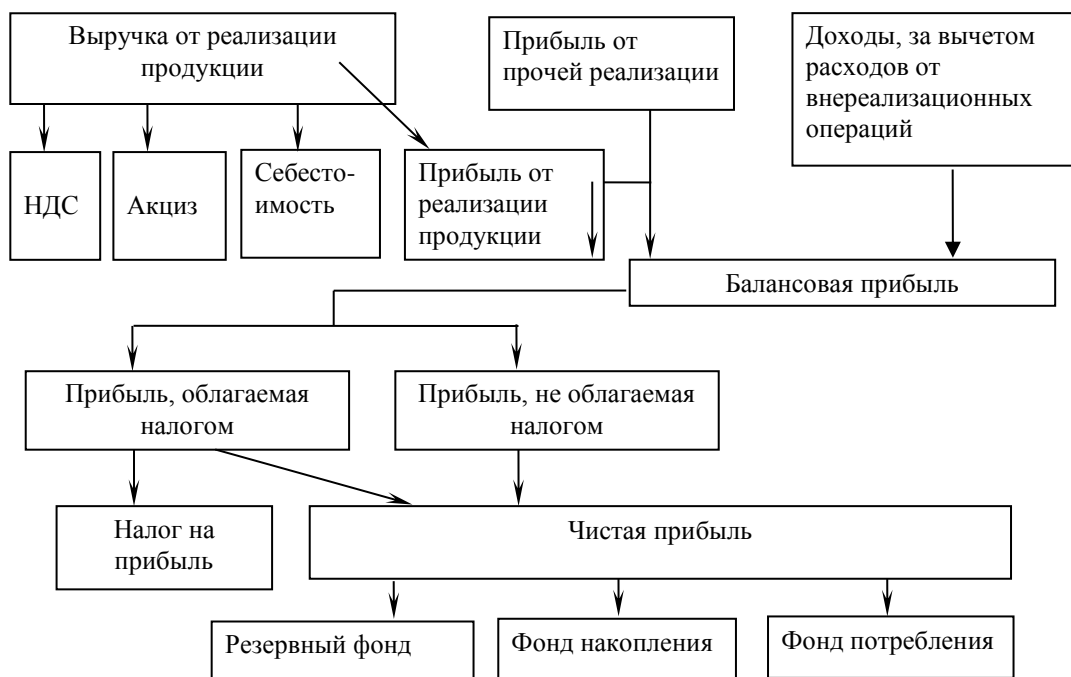 Выручка от реализации
продукции
Прибыль от
прочей реализации
Доходы, за вычетом
расходов от
внереализационных
операций
НДС
Акциз
Себесто-
имость
Прибыль от
реализации
продукции
Балансовая прибыль
Прибыль, облагаемая
налогом
Прибыль, не облагаемая
налогом
Налог на
прибыль
Чистая прибыль
Резервный фонд
Фонд накопления
Фонд потребления